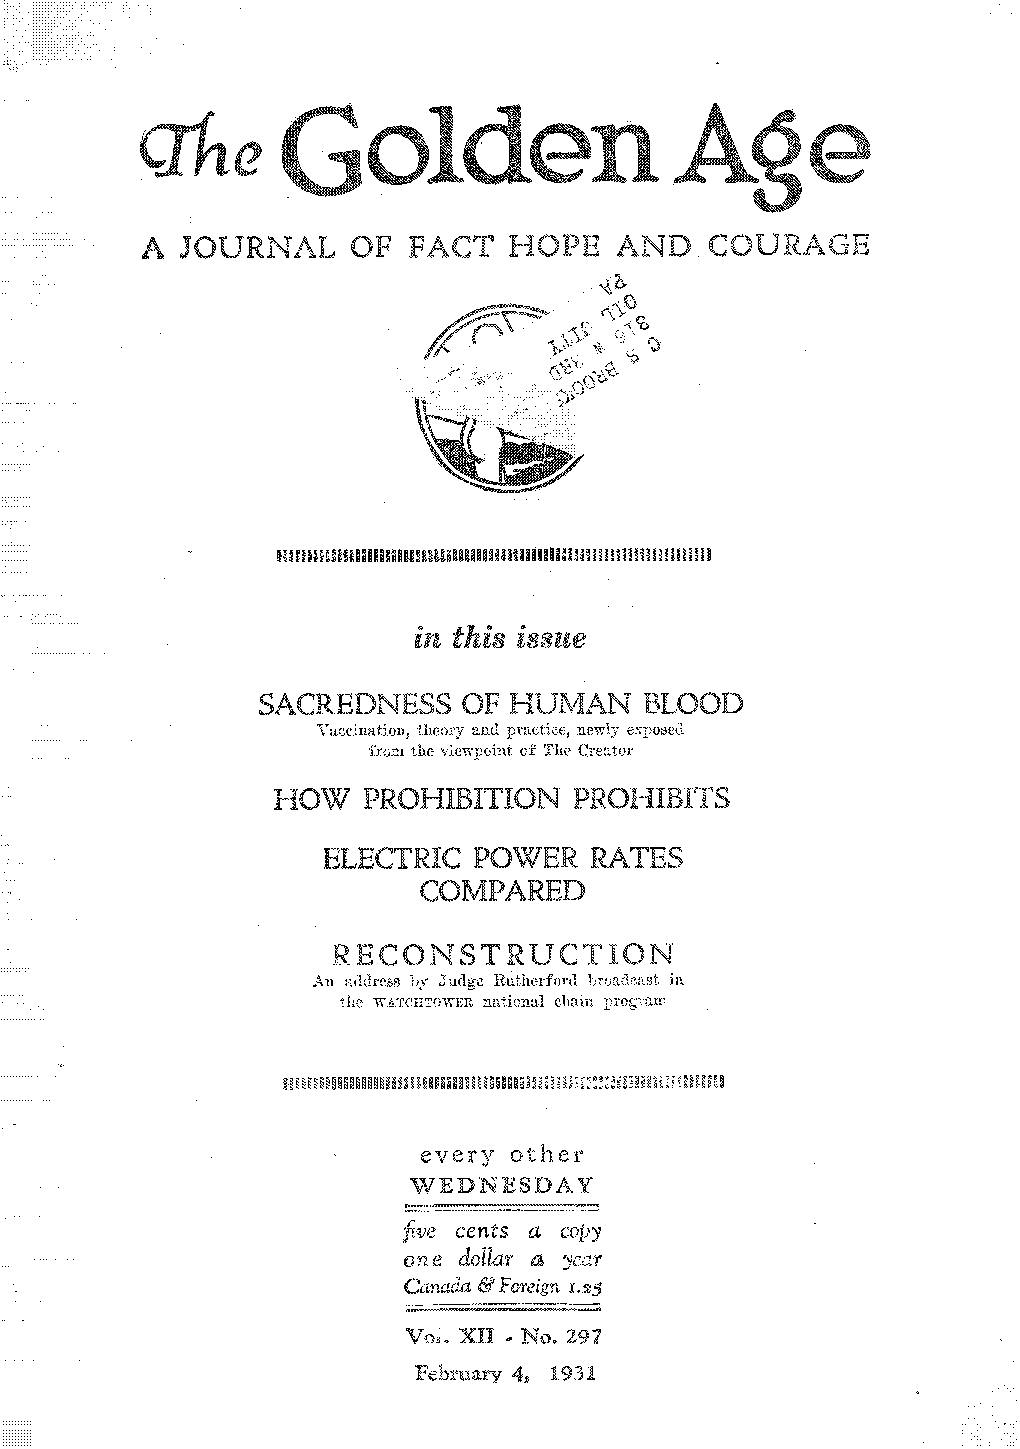 The Golden Age
A JOURNAL OF FACT HOPE AND COURAGE
C S BROOKS
316 N 3RD
OIL CITY
PA
in this issue
SACREDNESS OF HUMAN BLOOD
Vaccination, theory and practice, newly exposed
from the viewpoint of The Creator
HOW PROHIBITION PROHIBITS
ELECTRIC POWER RATES
COMPARED
RECONSTRUCTION
An address by Judge Rutherford broadcast in
the WATCHTOWER national chain program
every other
WEDNESDAY
five cents a copy
one dollar a year
Canada & Foreign 1.25
Vol. XII - No. 297
February 4, 1931